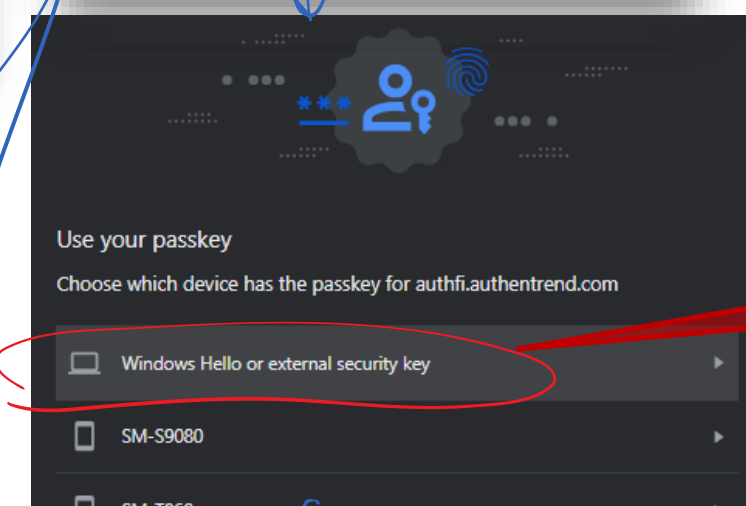 ***
Use your passkey
Choose which device has the passkey for authfi.authentrend.com
Windows Hello or external security key
SM-S9080